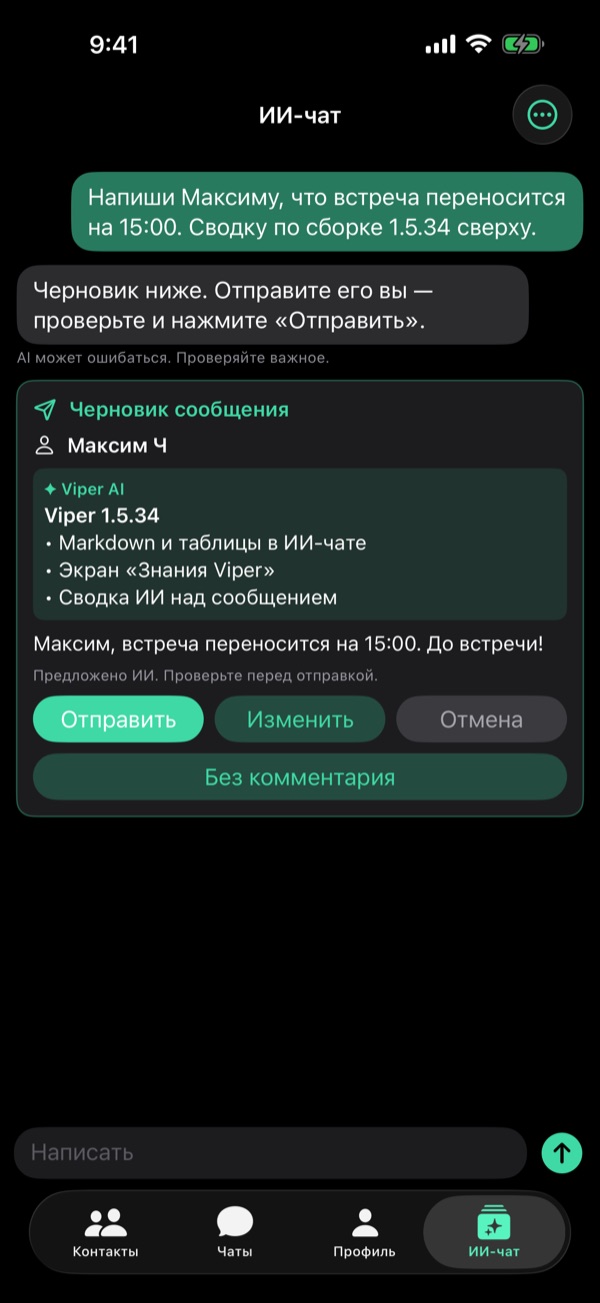 9:41
ИИ-чат
Напиши Максиму, что встреча переносится
на 15:00. Сводку по сборке 1.5.34 сверху.
Черновик ниже. Отправите его вы —
проверьте и нажмите «Отправить».
AI может ошибаться. Проверяйте важное.
Черновик сообщения
Максим Ч
Viper AI
Viper 1.5.34
• Markdown и таблицы в ИИ-чате
• Экран «Знания Viper»
• Сводка ИИ над сообщением
Максим, встреча переносится на 15:00. До встречи!
Предложено ИИ. Проверьте перед отправкой.
Отправить Изменить Отмена
Без комментария
Написать
Контакты Чаты Профиль ИИ-чат